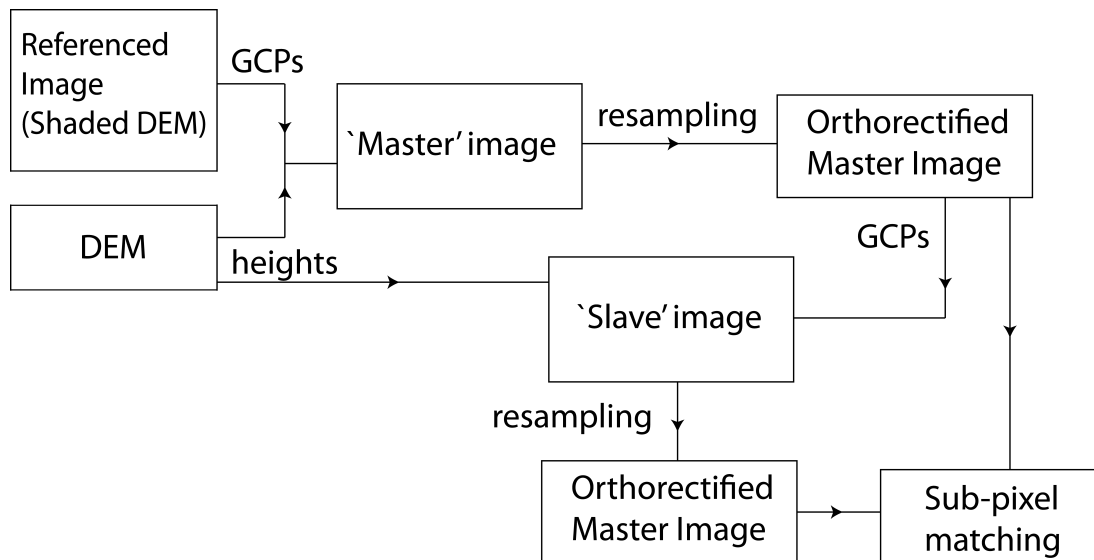 Referenced
Image
(Shaded DEM)
GCPs
`Master’ image
resampling
Orthorectified
Master Image
DEM
heights
GCPs
`Slave’ image
resampling
Orthorectified
Master Image
Sub-pixel
matching